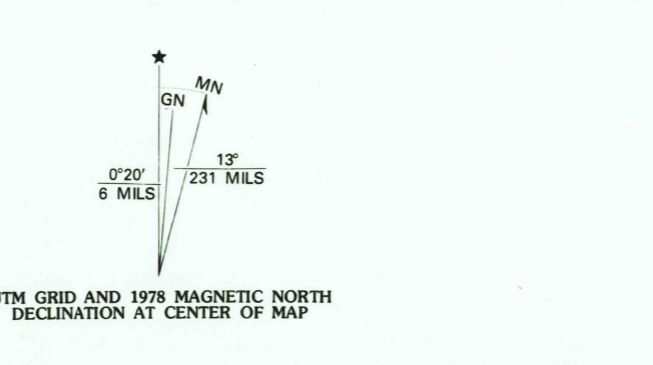 MN
GN
13°
231 MILS
0°20'
6 MILS
UTM GRID AND 1978 MAGNETIC NORTH
DECLINATION AT CENTER OF MAP